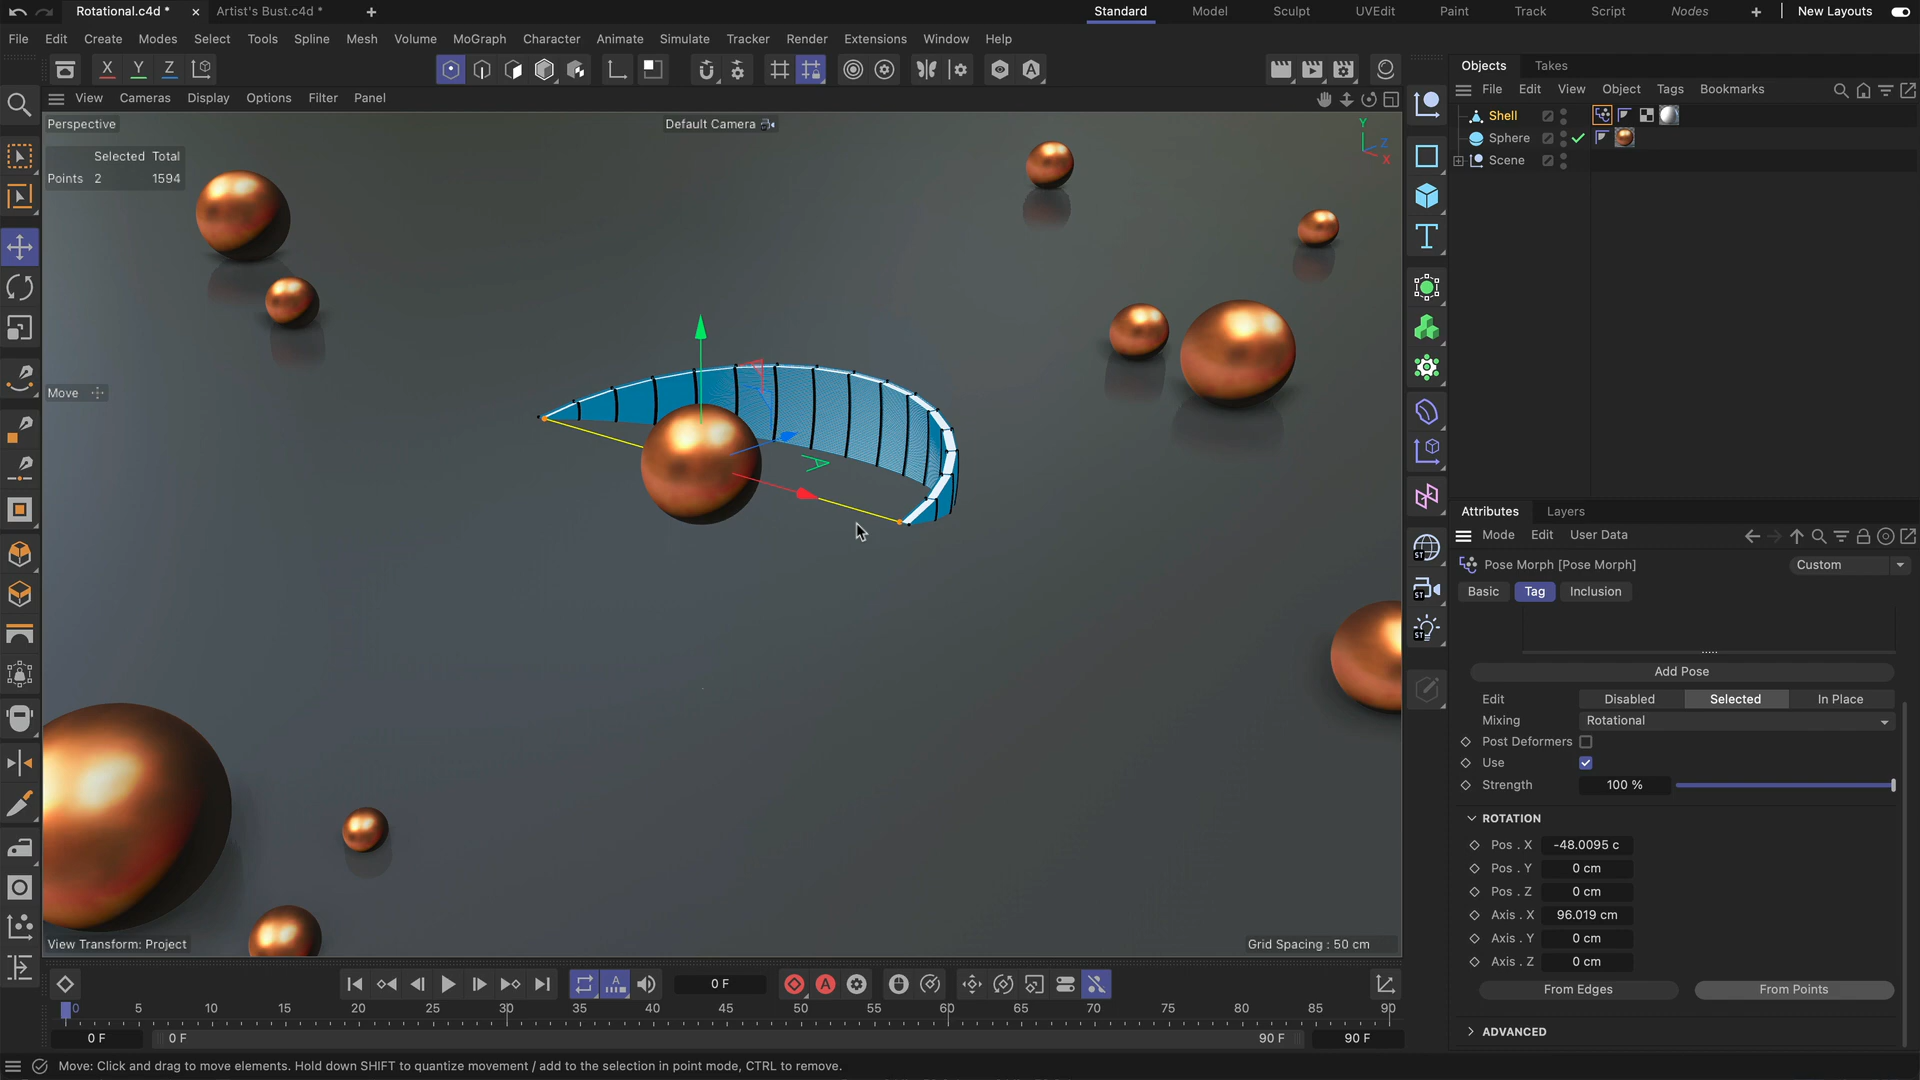 Rotational.c4d * × Artist's Bust.c4d * + Standard Model Sculpt UVEdit Paint Track Script Nodes + New Layouts
File Edit Create Modes Select Tools Spline Mesh Volume MoGraph Character Animate Simulate Tracker Render Extensions Window Help
X Y Z
Objects Takes
View Cameras Display Options Filter Panel
File Edit View Object Tags Bookmarks
Perspective
Default Camera
Y
Z
X
Shell
Sphere
Scene
Selected Total
Points 2 1594
Move
Attributes Layers
Mode Edit User Data
Pose Morph [Pose Morph]
Custom
Basic Tag Inclusion
ST
ST
ST
Add Pose
Edit Disabled Selected In Place
Mixing Rotational
Post Deformers
Use
Strength 100 %
ROTATION
Pos . X -48.0095 c
Pos . Y 0 cm
Pos . Z 0 cm
Axis . X 96.019 cm
Axis . Y 0 cm
Axis . Z 0 cm
From Edges From Points
ADVANCED
View Transform: Project
Grid Spacing : 50 cm
0 F
0 5 10 15 20 25 30 35 40 45 50 55 60 65 70 75 80 85 90
0 F 0 F 90 F 90 F
Move: Click and drag to move elements. Hold down SHIFT to quantize movement / add to the selection in point mode, CTRL to remove.